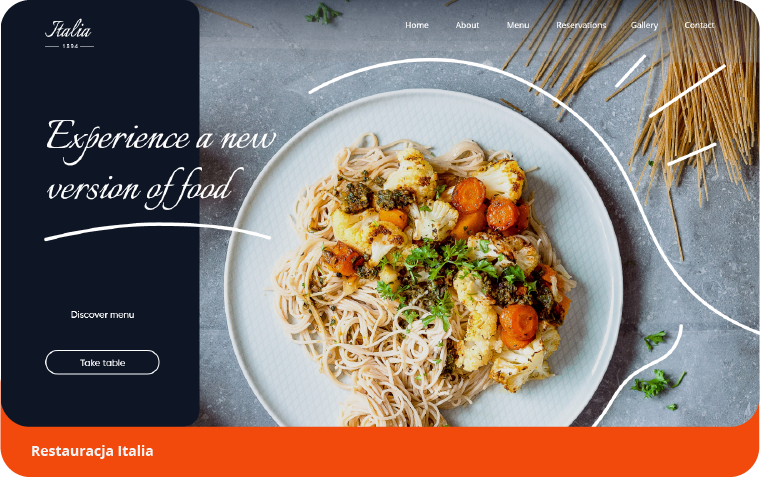 Italia
1894
Home About Menu Reservations Gallery Contact
Experience a new
version of food
Discover menu
Take table
Restauracja Italia